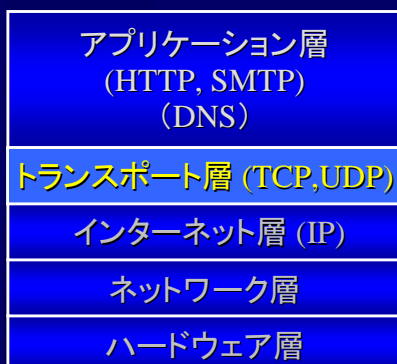 アプリケーション層
(HTTP, SMTP)
（DNS）
トランスポート層 (TCP,UDP)
インターネット層 (IP)
ネットワーク層
ハードウェア層